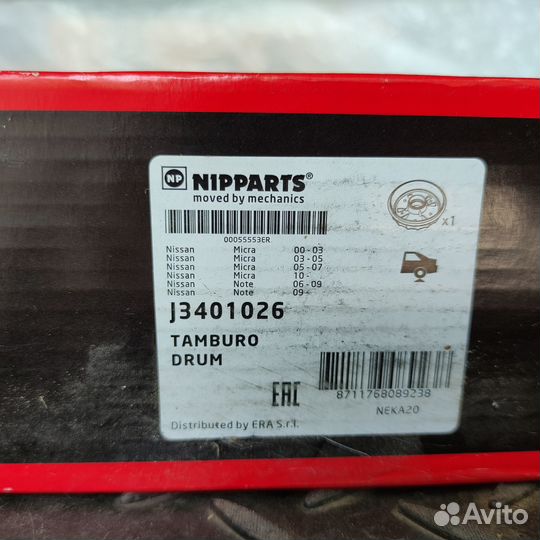 NP NIPPARTS®
moved by mechanics
00055553ER
x1
Nissan Micra 00-03
Nissan Micra 03-05
Nissan Micra 05-07
Nissan Micra 10-
Nissan Note 06-09
Nissan Note 09-
J3401026
TAMBURO
DRUM
EAC
8711768089238
NEKA20
Distributed by ERA S.r.l.
Avito